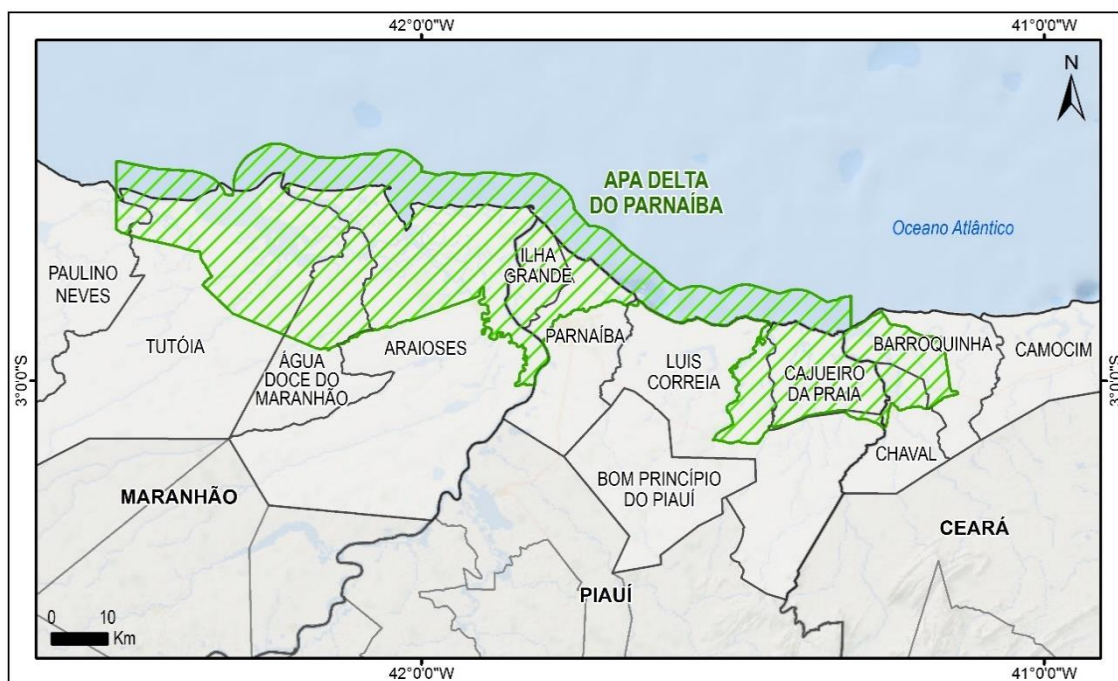 42°0'0"W
41°0'0"W
N
APA DELTA
DO PARNAÍBA
Oceano Atlântico
ILHA
GRANDE
PAULINO
NEVES
TUTÓIA
ÁGUA
DOCE DO
MARANHÃO
ARAIOSES
PARNAÍBA
LUIS
CORREIA
CAJUEIRO
DA PRAIA
BARROQUINHA
CAMOCIM
CHAVAL
3°0'0"S
3°0'0"S
BOM PRINCÍPIO
DO PIAUÍ
MARANHÃO
CEARÁ
PIAUÍ
0 10
Km
42°0'0"W
41°0'0"W